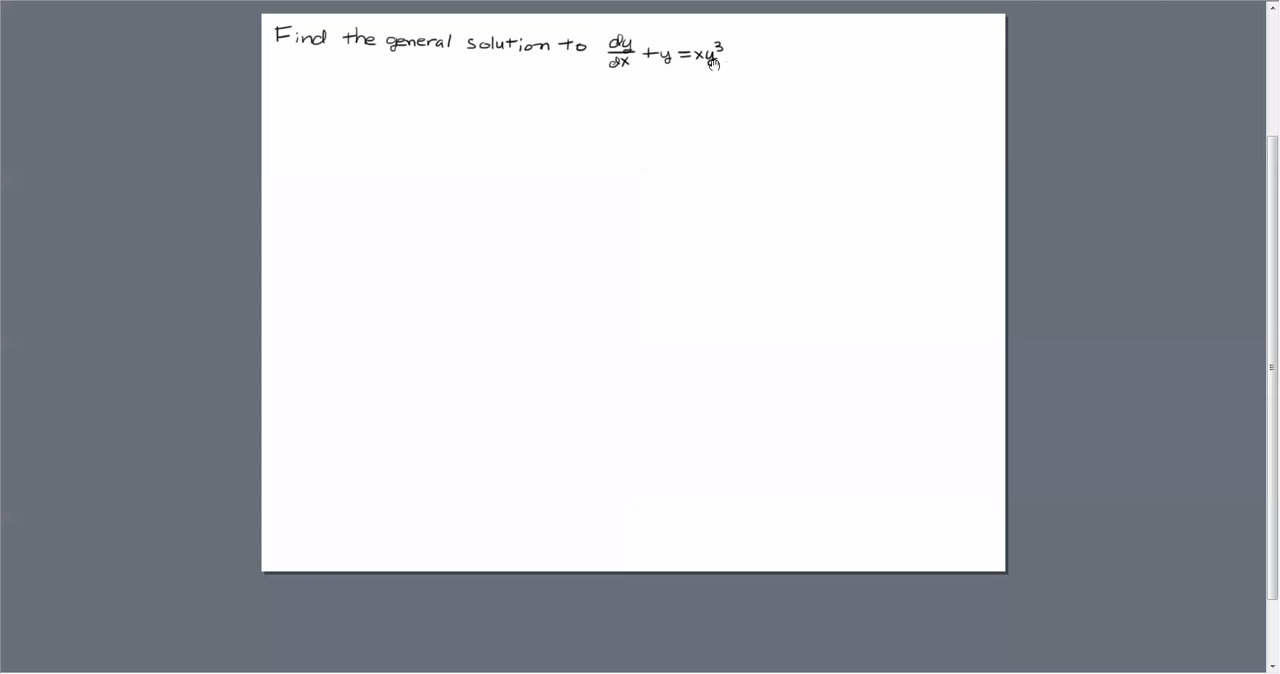 Find the general solution to dy/dx + y = xy³